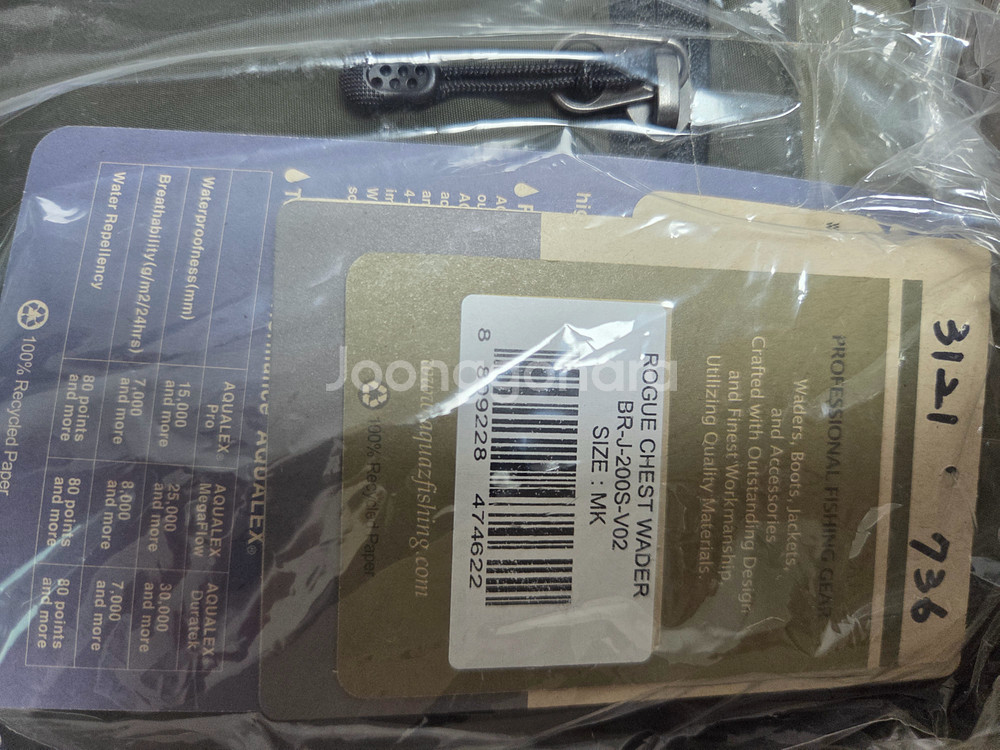 3121
736
PROFESSIONAL FISHING GEAR
Waders, Boots, Jackets,
and Accessories
Crafted with Outstanding Design,
and Finest Workmanship,
Utilizing Quality Materials.
ROGUE CHEST WADER
BR-J-200S-V02
SIZE : MK
8 809228 474622
100% Recycled Paper
Joonggonara
AQUALEX®
AQUALEX Pro
AQUALEX MegaFlow
AQUALEX Duratek
Waterproofness(mm)
15,000 and more
25,000 and more
30,000 and more
Breathability(g/m2/24hrs)
7,000 and more
8,000 and more
7,000 and more
Water Repellency
80 points and more
80 points and more
80 points and more
100% Recycled Paper